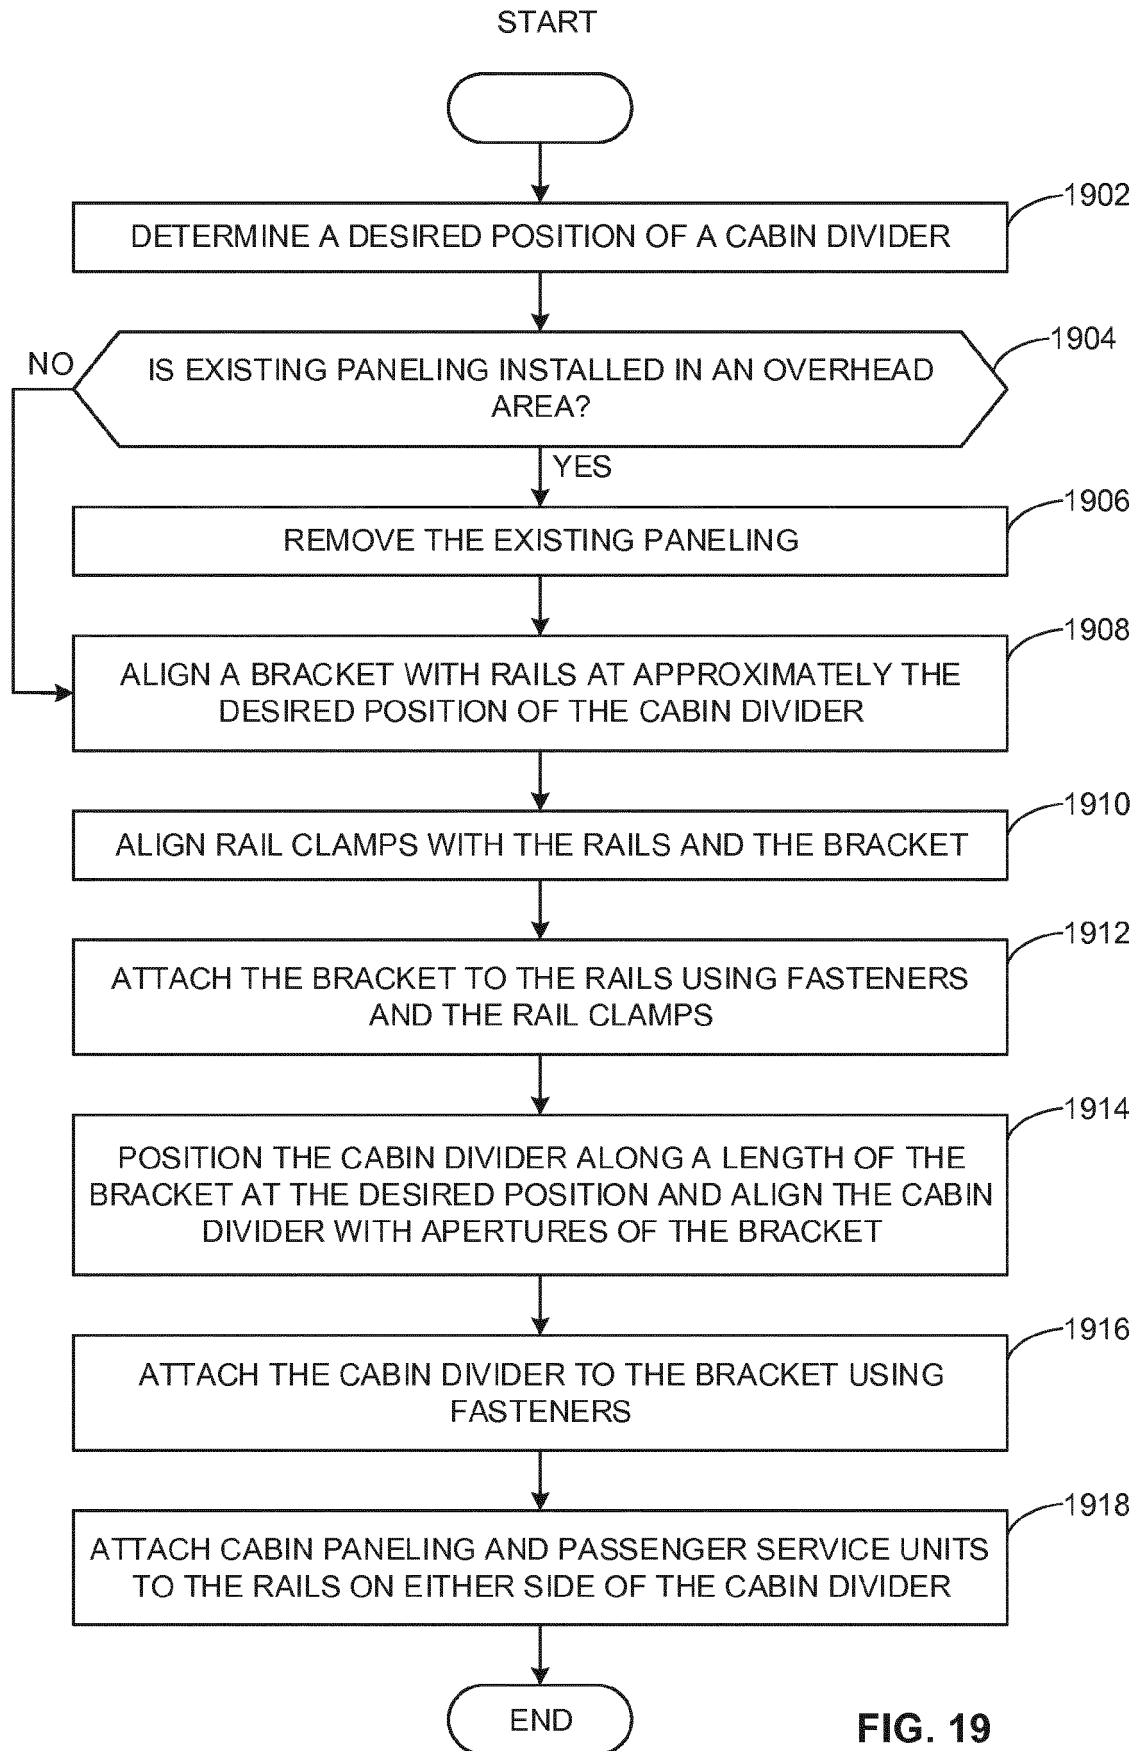 START
1902
DETERMINE A DESIRED POSITION OF A CABIN DIVIDER
1904
NO
IS EXISTING PANELING INSTALLED IN AN OVERHEAD
AREA?
YES
1906
REMOVE THE EXISTING PANELING
1908
ALIGN A BRACKET WITH RAILS AT APPROXIMATELY THE
DESIRED POSITION OF THE CABIN DIVIDER
1910
ALIGN RAIL CLAMPS WITH THE RAILS AND THE BRACKET
1912
ATTACH THE BRACKET TO THE RAILS USING FASTENERS
AND THE RAIL CLAMPS
1914
POSITION THE CABIN DIVIDER ALONG A LENGTH OF THE
BRACKET AT THE DESIRED POSITION AND ALIGN THE CABIN
DIVIDER WITH APERTURES OF THE BRACKET
1916
ATTACH THE CABIN DIVIDER TO THE BRACKET USING
FASTENERS
1918
ATTACH CABIN PANELING AND PASSENGER SERVICE UNITS
TO THE RAILS ON EITHER SIDE OF THE CABIN DIVIDER
END
FIG. 19